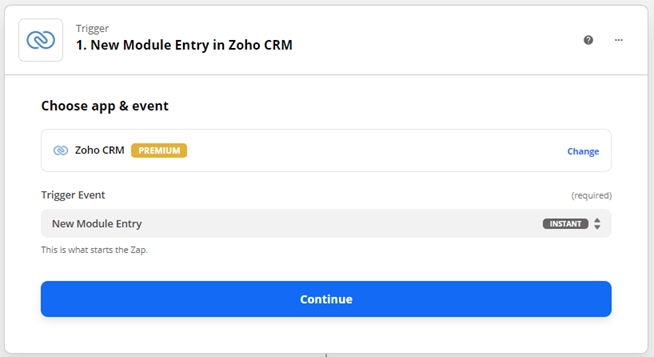 Trigger
1. New Module Entry in Zoho CRM
?
Choose app & event
Zoho CRM PREMIUM Change
Trigger Event (required)
New Module Entry INSTANT
This is what starts the Zap.
Continue